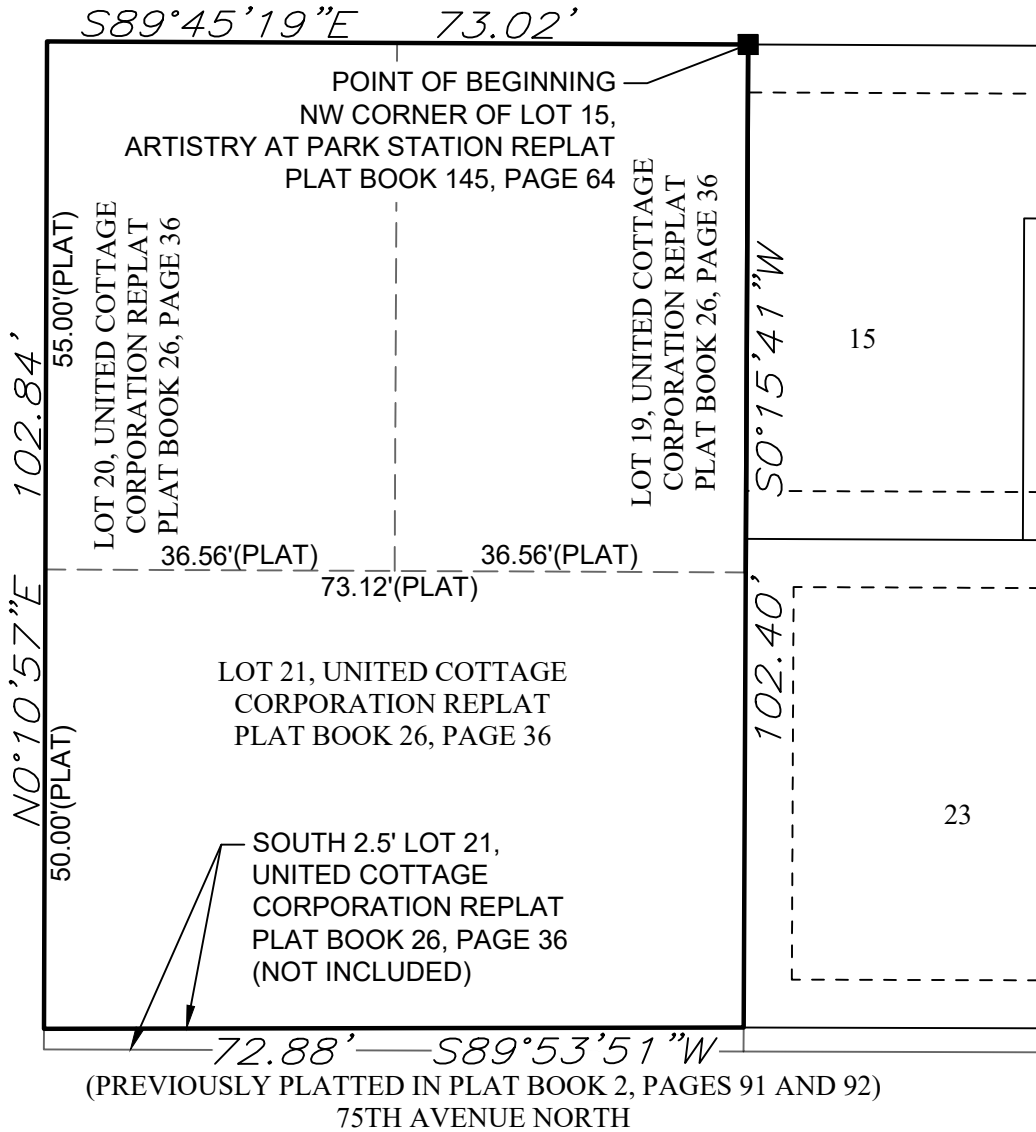 S89°45'19"E 73.02'
POINT OF BEGINNING
NW CORNER OF LOT 15,
ARTISTRY AT PARK STATION REPLAT
PLAT BOOK 145, PAGE 64
55.00'(PLAT)
LOT 20, UNITED COTTAGE
CORPORATION REPLAT
PLAT BOOK 26, PAGE 36
LOT 19, UNITED COTTAGE
CORPORATION REPLAT
PLAT BOOK 26, PAGE 36
S0°15'41"W 102.40'
15
N0°10'57"E 102.84'
36.56'(PLAT) 36.56'(PLAT)
73.12'(PLAT)
LOT 21, UNITED COTTAGE
CORPORATION REPLAT
PLAT BOOK 26, PAGE 36
50.00'(PLAT)
23
SOUTH 2.5' LOT 21,
UNITED COTTAGE
CORPORATION REPLAT
PLAT BOOK 26, PAGE 36
(NOT INCLUDED)
72.88' S89°53'51"W
(PREVIOUSLY PLATTED IN PLAT BOOK 2, PAGES 91 AND 92)
75TH AVENUE NORTH